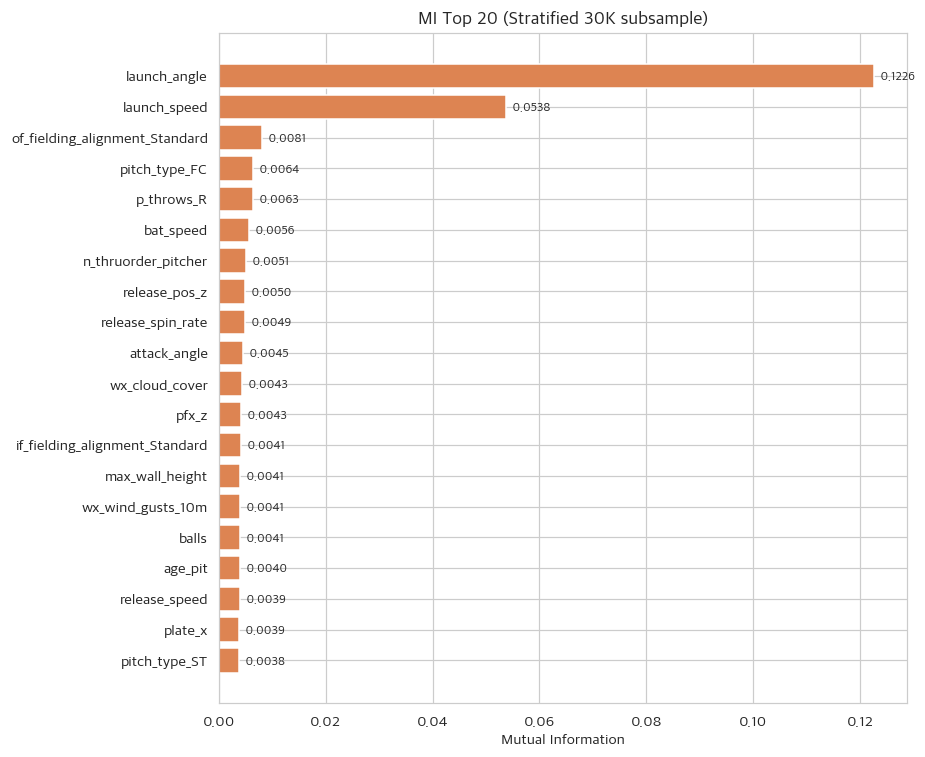 MI Top 20 (Stratified 30K subsample)
launch_angle 0.1226
launch_speed 0.0538
of_fielding_alignment_Standard 0.0081
pitch_type_FC 0.0064
p_throws_R 0.0063
bat_speed 0.0056
n_thruorder_pitcher 0.0051
release_pos_z 0.0050
release_spin_rate 0.0049
attack_angle 0.0045
wx_cloud_cover 0.0043
pfx_z 0.0043
if_fielding_alignment_Standard 0.0041
max_wall_height 0.0041
wx_wind_gusts_10m 0.0041
balls 0.0041
age_pit 0.0040
release_speed 0.0039
plate_x 0.0039
pitch_type_ST 0.0038
0.00 0.02 0.04 0.06 0.08 0.10 0.12
Mutual Information